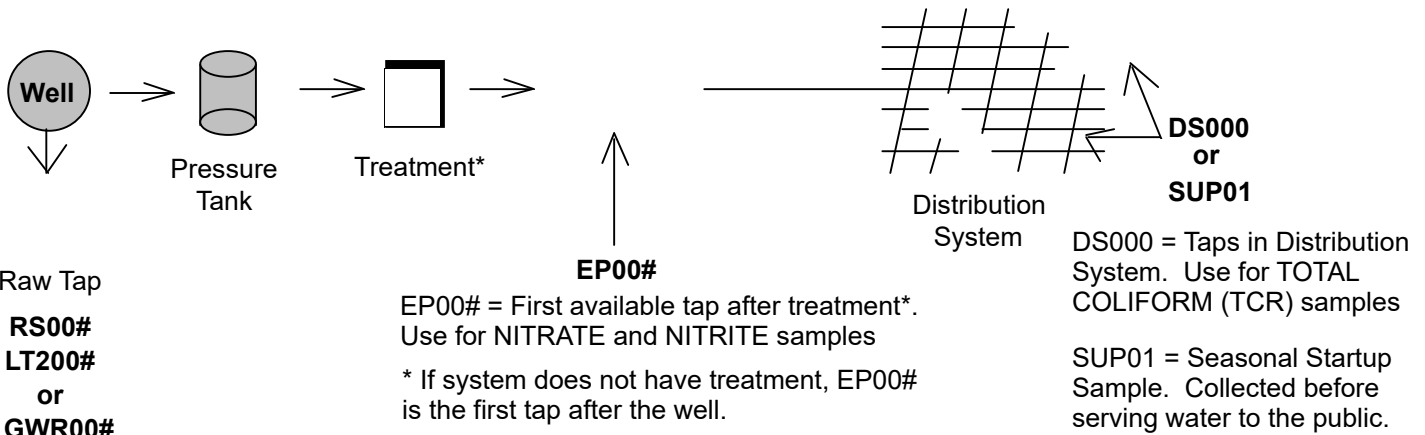 Well
Pressure
Tank
Treatment*
Raw Tap
RS00#
LT200#
or
GWR00#
EP00#
EP00# = First available tap after treatment*.
Use for NITRATE and NITRITE samples
* If system does not have treatment, EP00#
is the first tap after the well.
Distribution
System
DS000
or
SUP01
DS000 = Taps in Distribution
System. Use for TOTAL
COLIFORM (TCR) samples
SUP01 = Seasonal Startup
Sample. Collected before
serving water to the public.